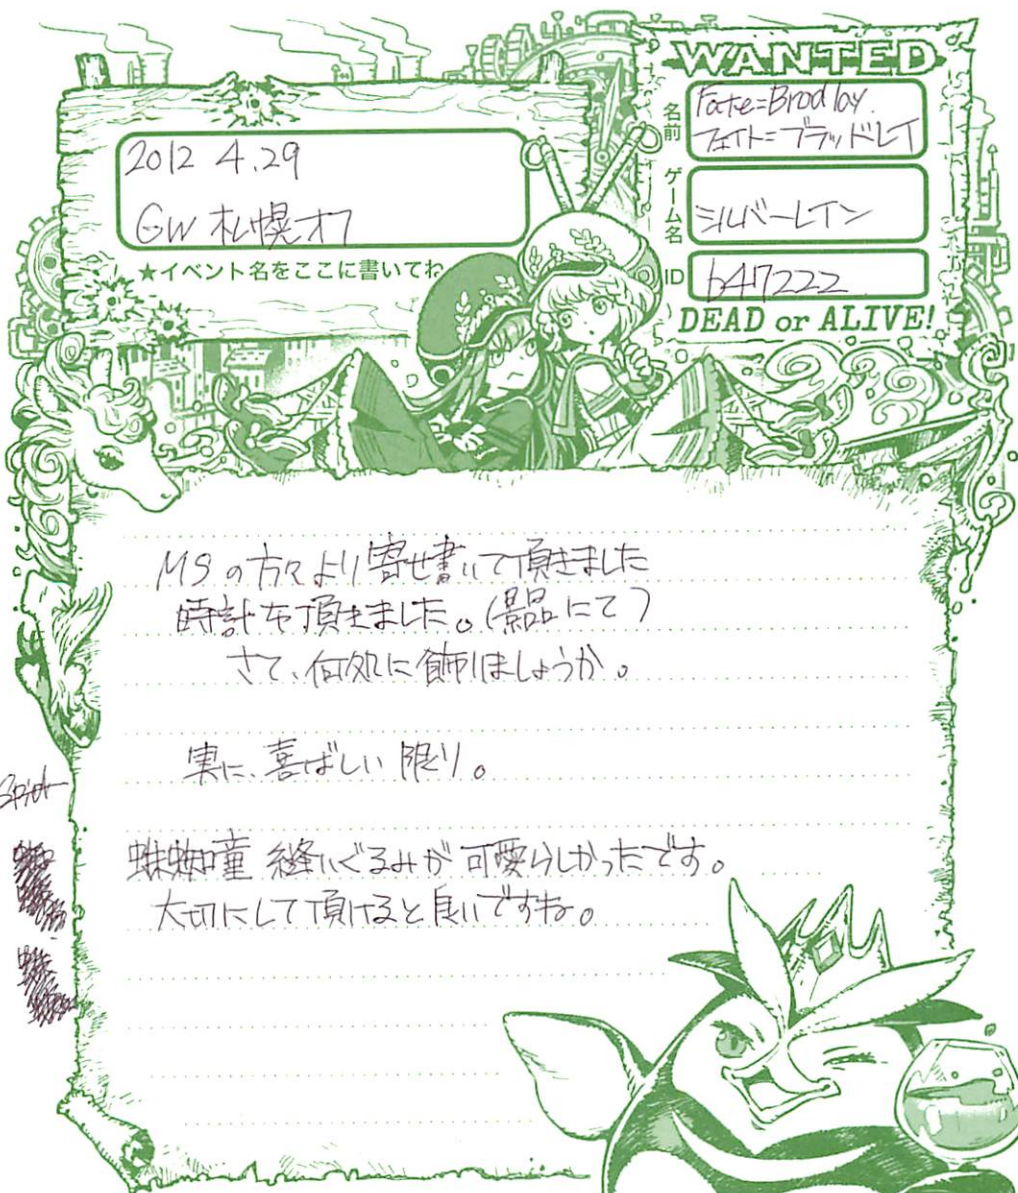 2012 4.29
GW 札幌オフ
★イベント名をここに書いてね
WANTED
名前
Fate=Brodlay.
フェイト=ブラッドレイ
ゲーム名
シルバーレイン
ID
b47222
DEAD or ALIVE!
MSの方々より寄せ書いて頂きました
時計を頂きました。(景品にて)
さて、何処に飾りましょうか。
実に、喜ばしい限り。
蜘蛛童 縫いぐるみが可愛らしかったです。
大切にして頂けると良いですね。